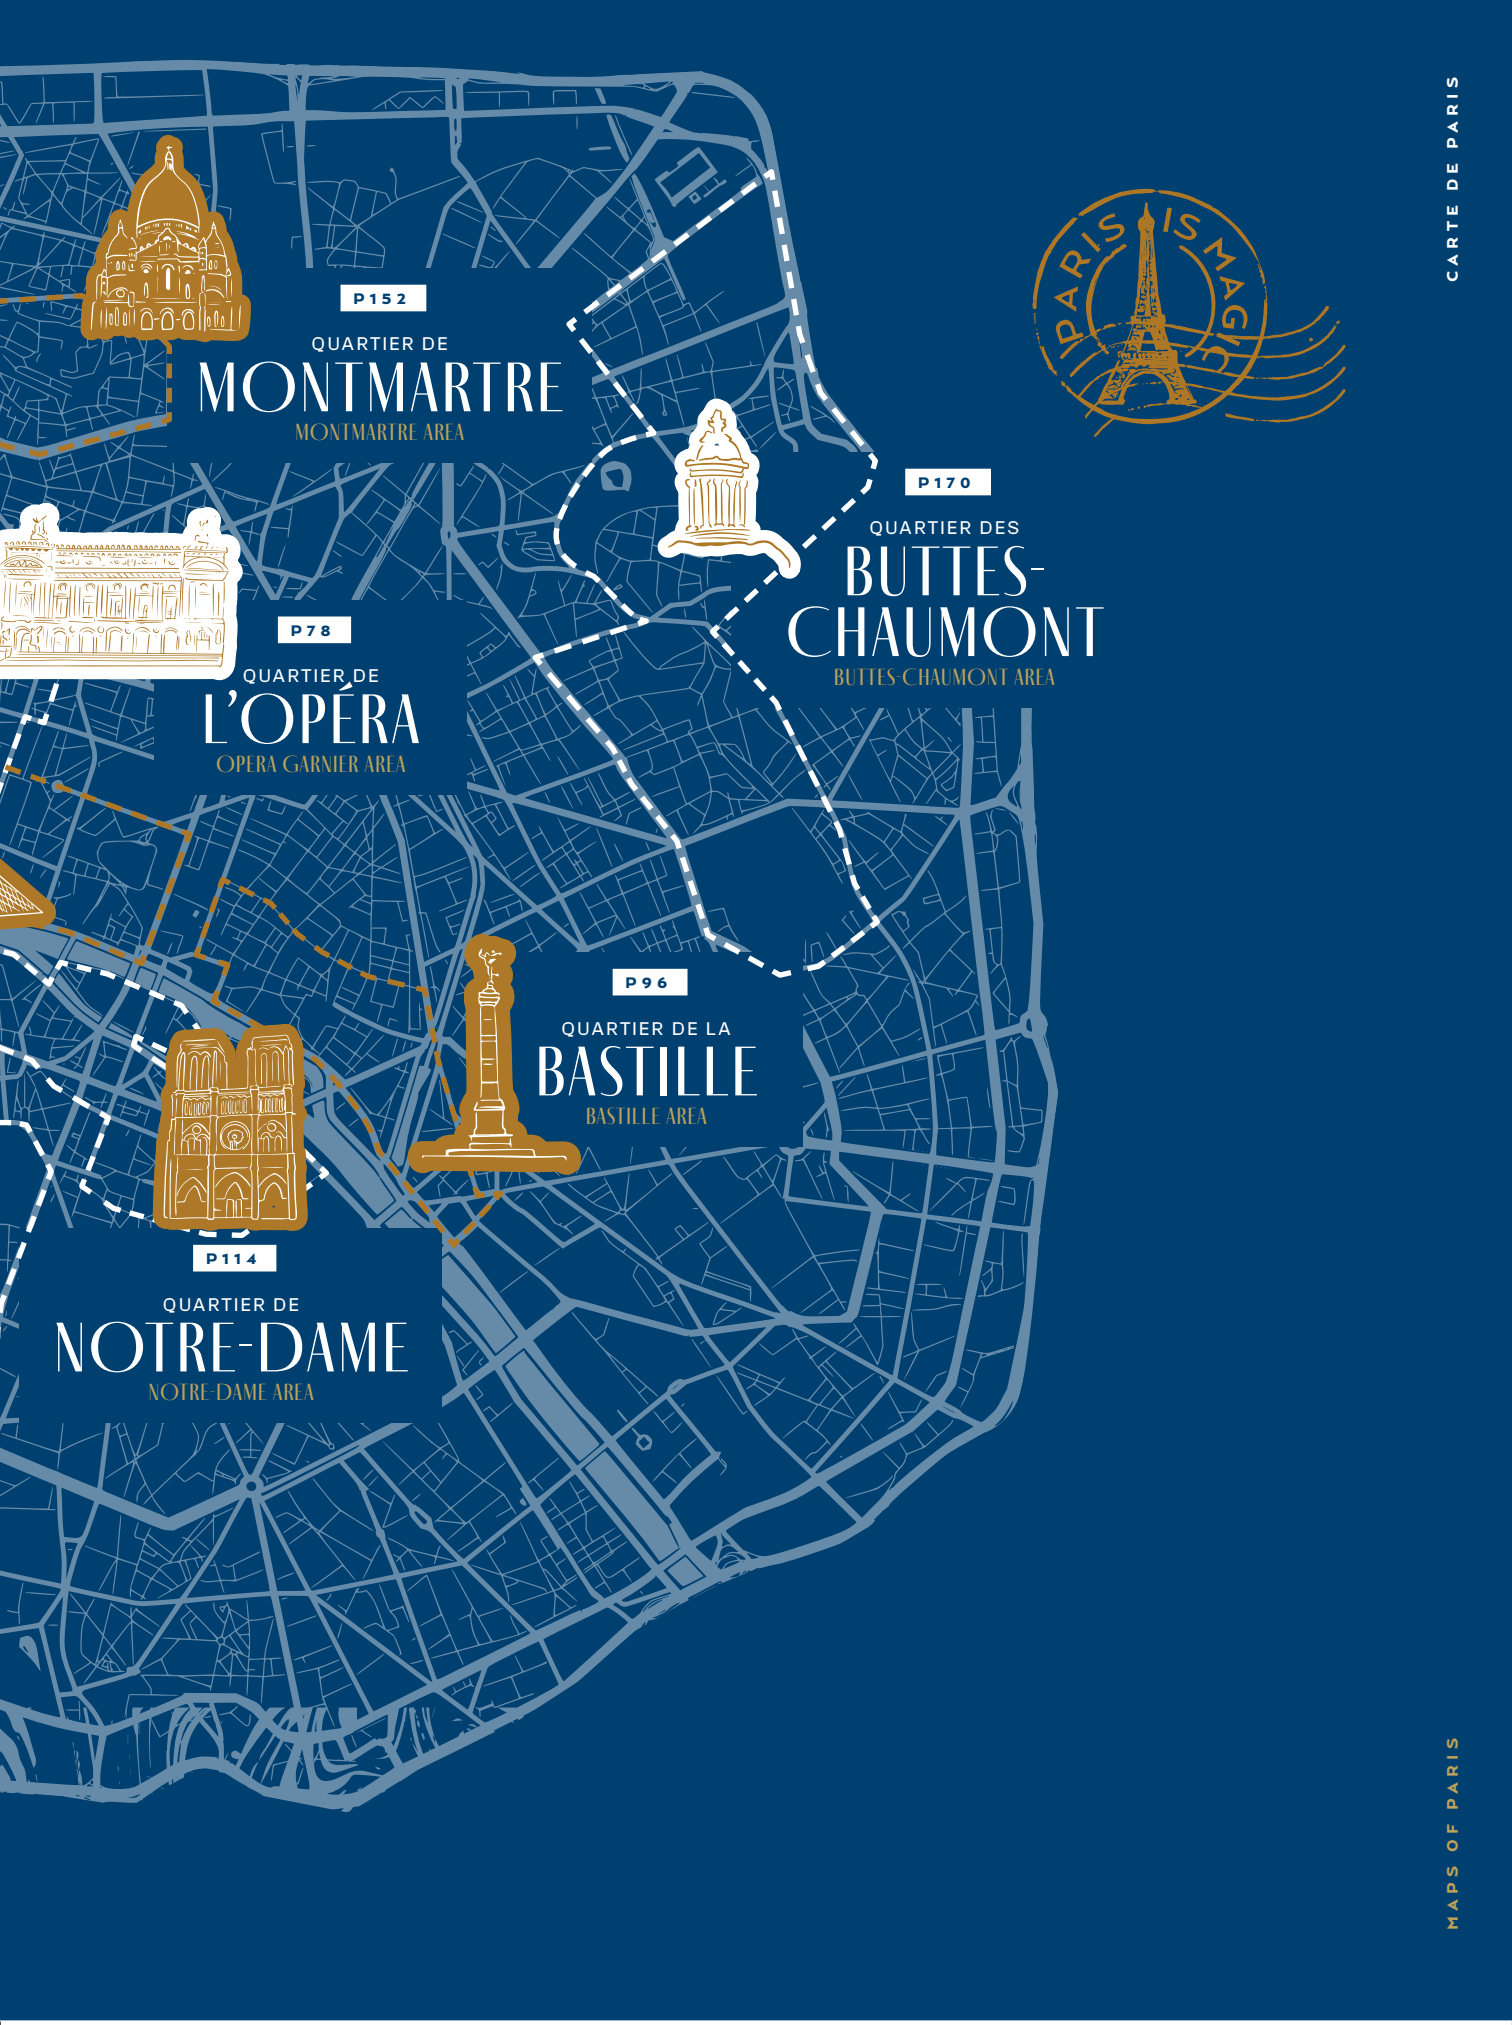 CARTE DE PARIS
PARIS IS MAGIC
P152
QUARTIER DE
MONTMARTRE
MONTMARTRE AREA
P170
QUARTIER DES
BUTTES-
CHAUMONT
BUTTES-CHAUMONT AREA
P78
QUARTIER DE
L’OPÉRA
OPERA GARNIER AREA
P96
QUARTIER DE LA
BASTILLE
BASTILLE AREA
P114
QUARTIER DE
NOTRE-DAME
NOTRE-DAME AREA
MAPS OF PARIS